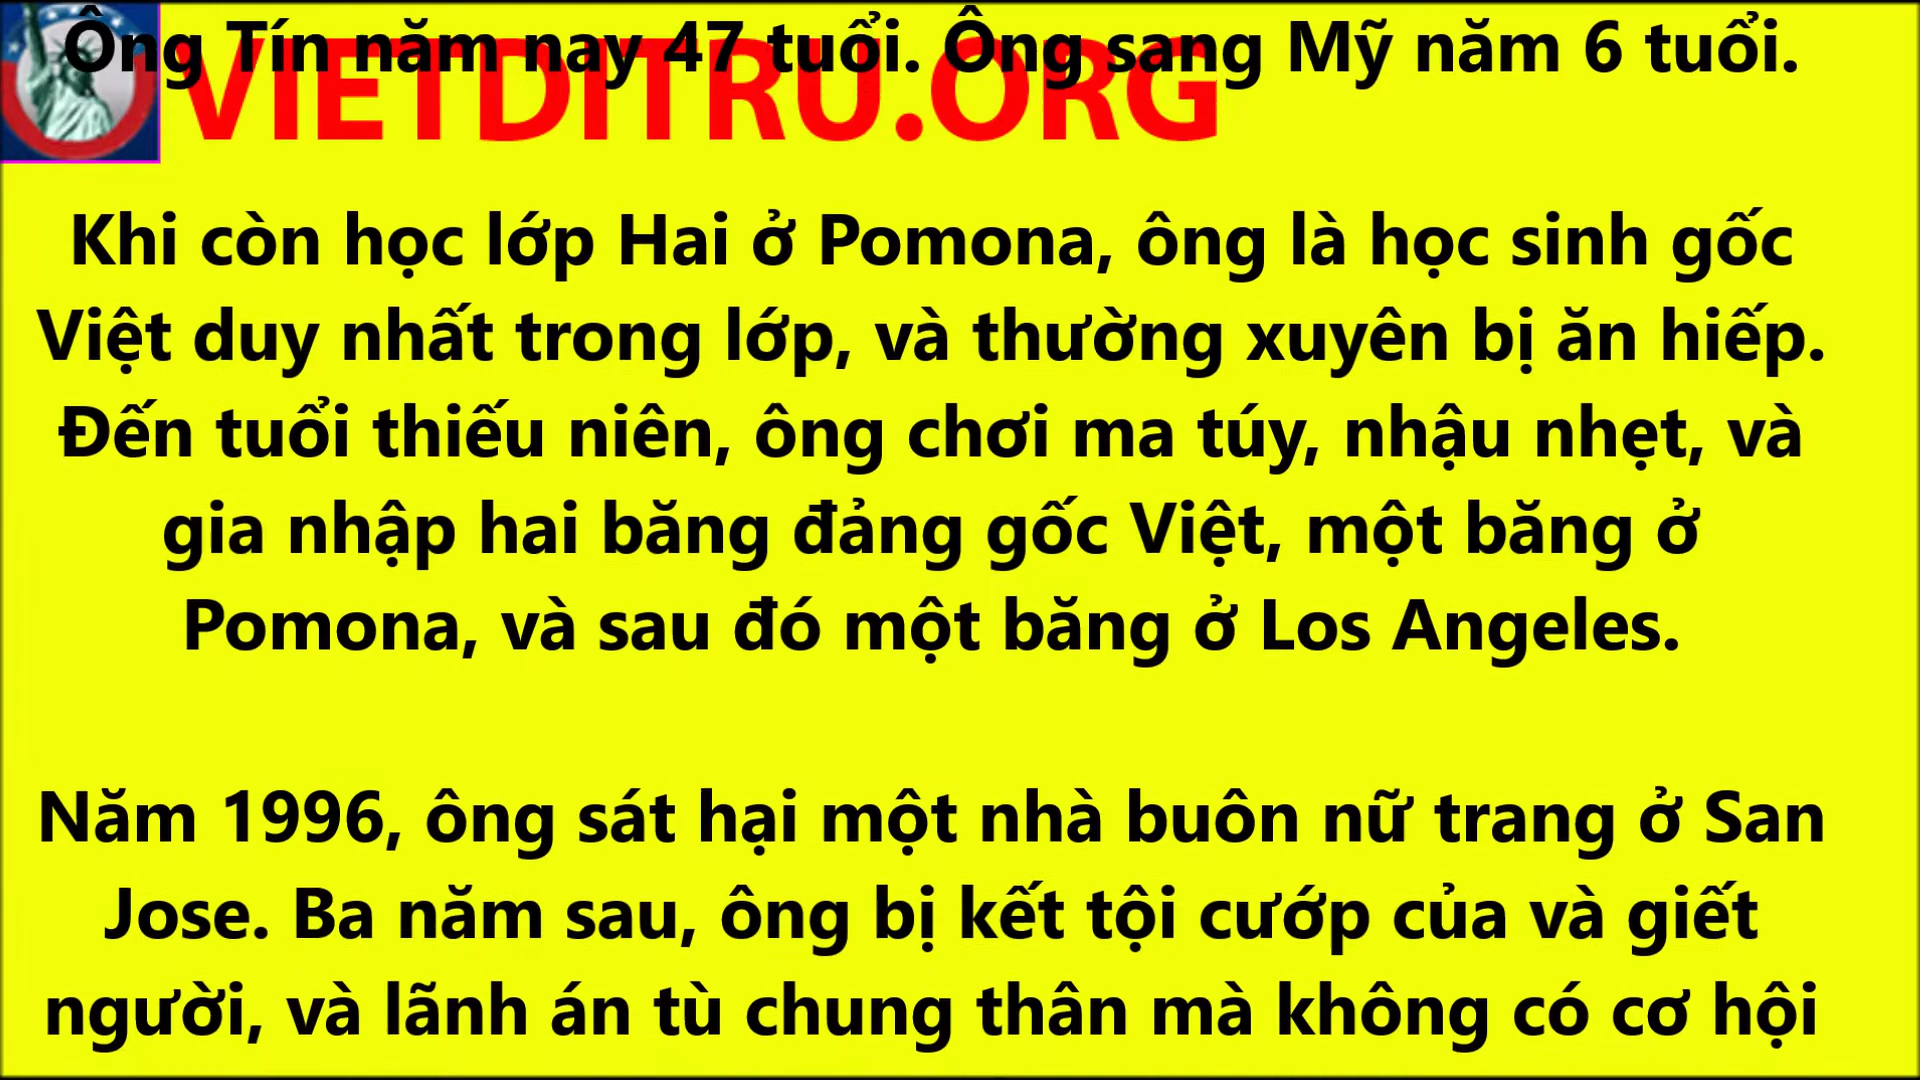 Ông Tín năm nay 47 tuổi. Ông sang Mỹ năm 6 tuổi.
VIETDITRU.ORG
Khi còn học lớp Hai ở Pomona, ông là học sinh gốc
Việt duy nhất trong lớp, và thường xuyên bị ăn hiếp.
Đến tuổi thiếu niên, ông chơi ma túy, nhậu nhẹt, và
gia nhập hai băng đảng gốc Việt, một băng ở
Pomona, và sau đó một băng ở Los Angeles.
Năm 1996, ông sát hại một nhà buôn nữ trang ở San
Jose. Ba năm sau, ông bị kết tội cướp của và giết
người, và lãnh án tù chung thân mà không có cơ hội